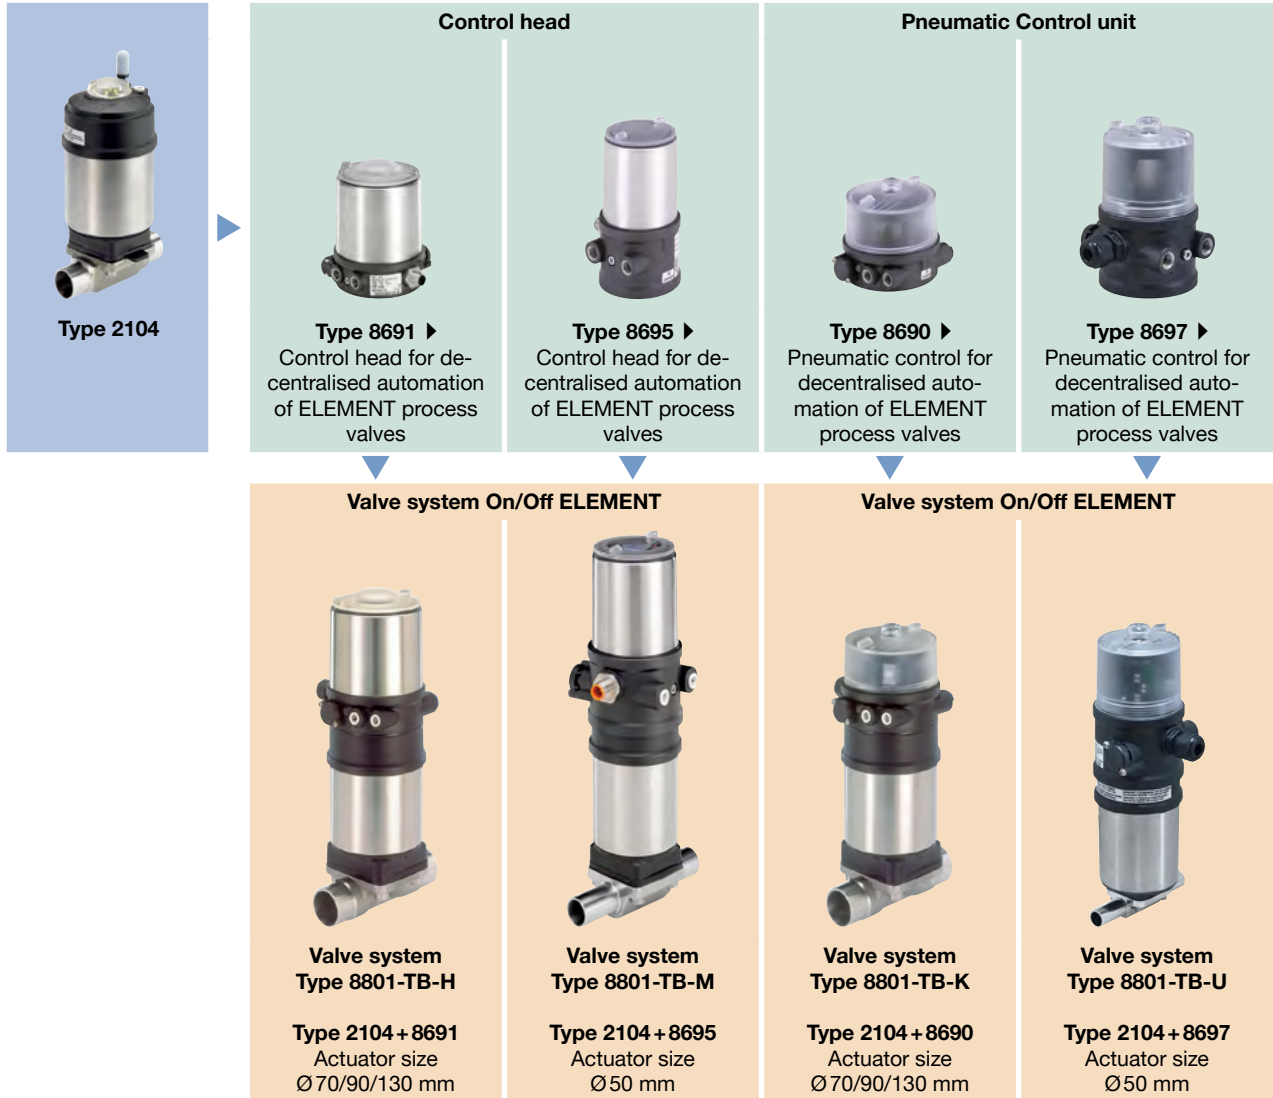 Control head
Pneumatic Control unit
Type 2104
Type 8691
Control head for de-
centralised automation
of ELEMENT process
valves
Type 8695
Control head for de-
centralised automation
of ELEMENT process
valves
Type 8690
Pneumatic control for
decentralised auto-
mation of ELEMENT
process valves
Type 8697
Pneumatic control for
decentralised auto-
mation of ELEMENT
process valves
Valve system On/Off ELEMENT
Valve system On/Off ELEMENT
Valve system
Type 8801-TB-H
Type 2104+8691
Actuator size
Ø70/90/130 mm
Valve system
Type 8801-TB-M
Type 2104+8695
Actuator size
Ø50 mm
Valve system
Type 8801-TB-K
Type 2104+8690
Actuator size
Ø70/90/130 mm
Valve system
Type 8801-TB-U
Type 2104+8697
Actuator size
Ø50 mm